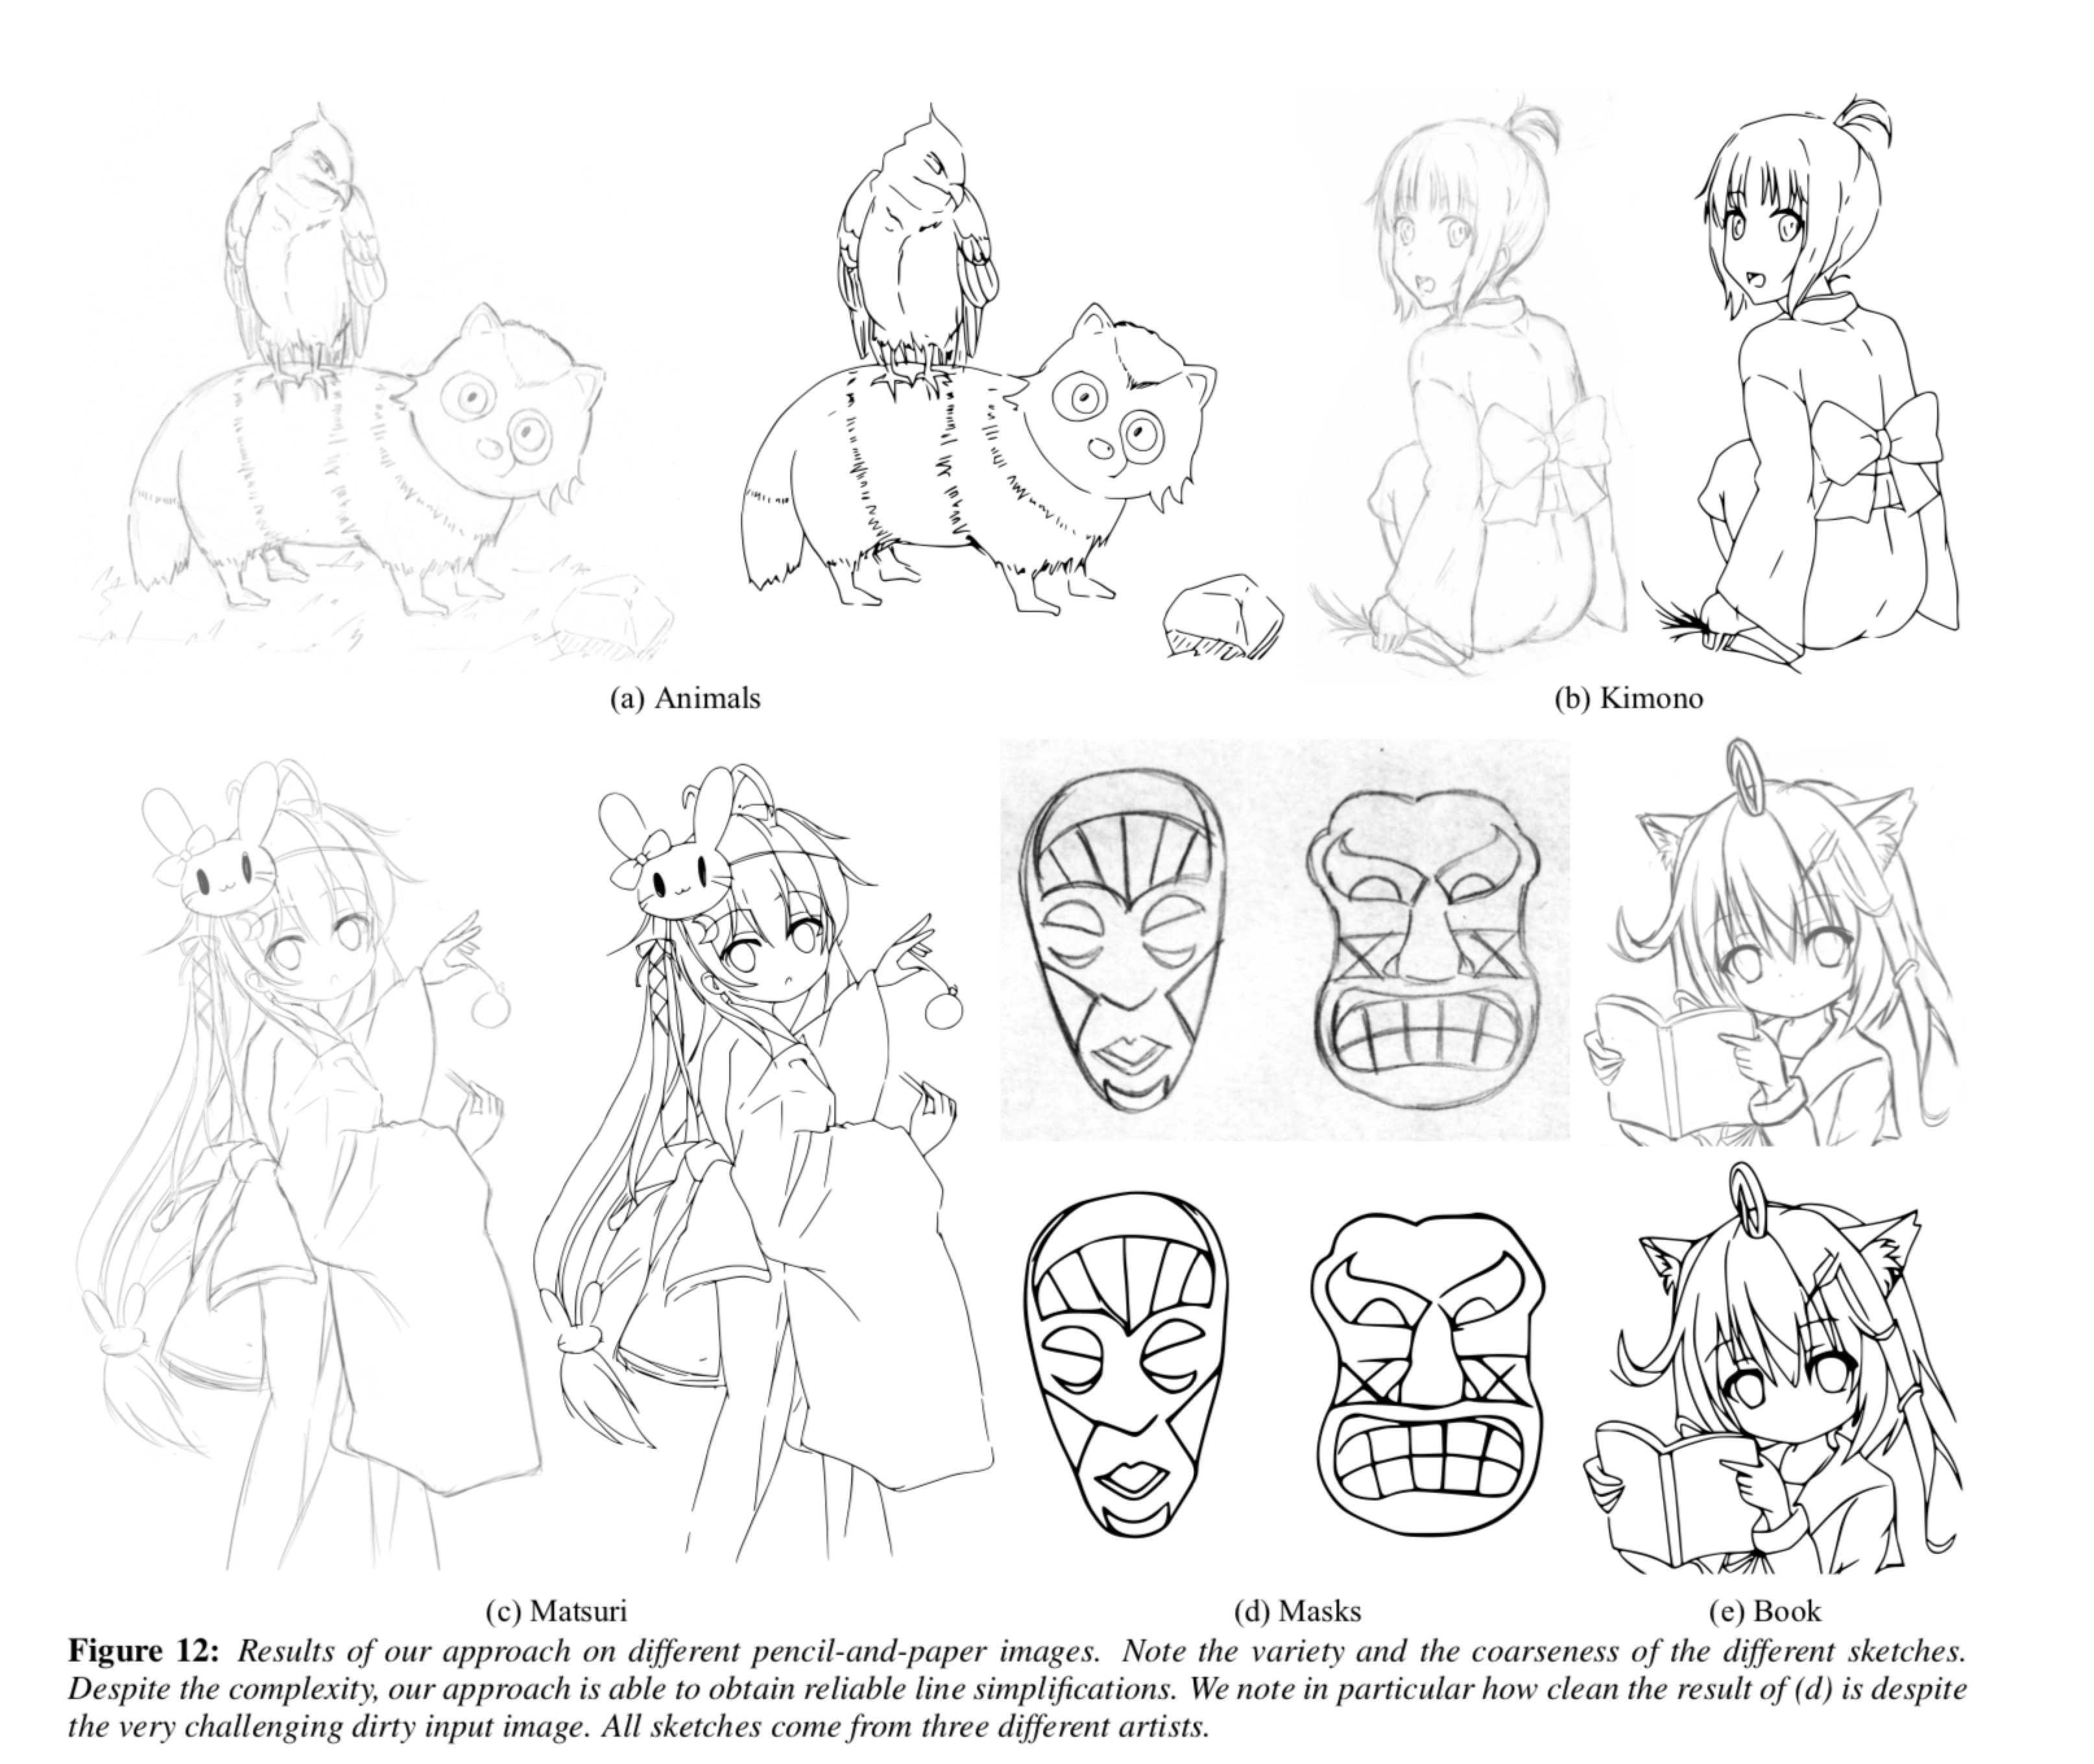 (a) Animals
(b) Kimono
(c) Matsuri
(d) Masks
(e) Book
Figure 12: Results of our approach on different pencil-and-paper images. Note the variety and the coarseness of the different sketches.
Despite the complexity, our approach is able to obtain reliable line simplifications. We note in particular how clean the result of (d) is despite
the very challenging dirty input image. All sketches come from three different artists.